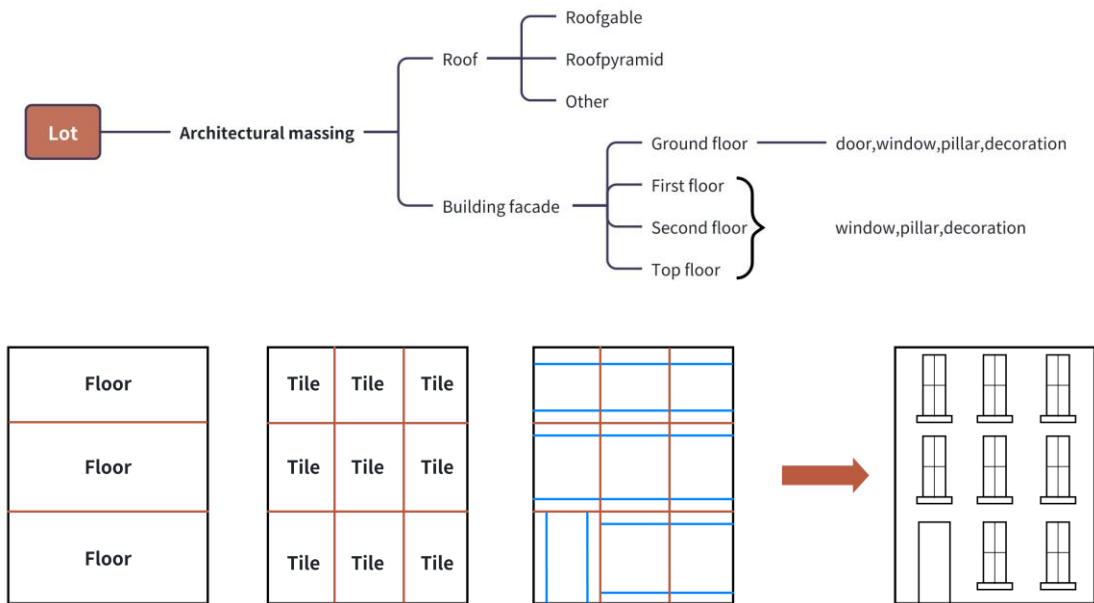 Lot
Architectural massing
Roof
Roofgable
Roofpyramid
Other
Building facade
Ground floor
door,window,pillar,decoration
First floor
Second floor
Top floor
window,pillar,decoration
Floor
Floor
Floor
Tile Tile Tile
Tile Tile Tile
Tile Tile Tile